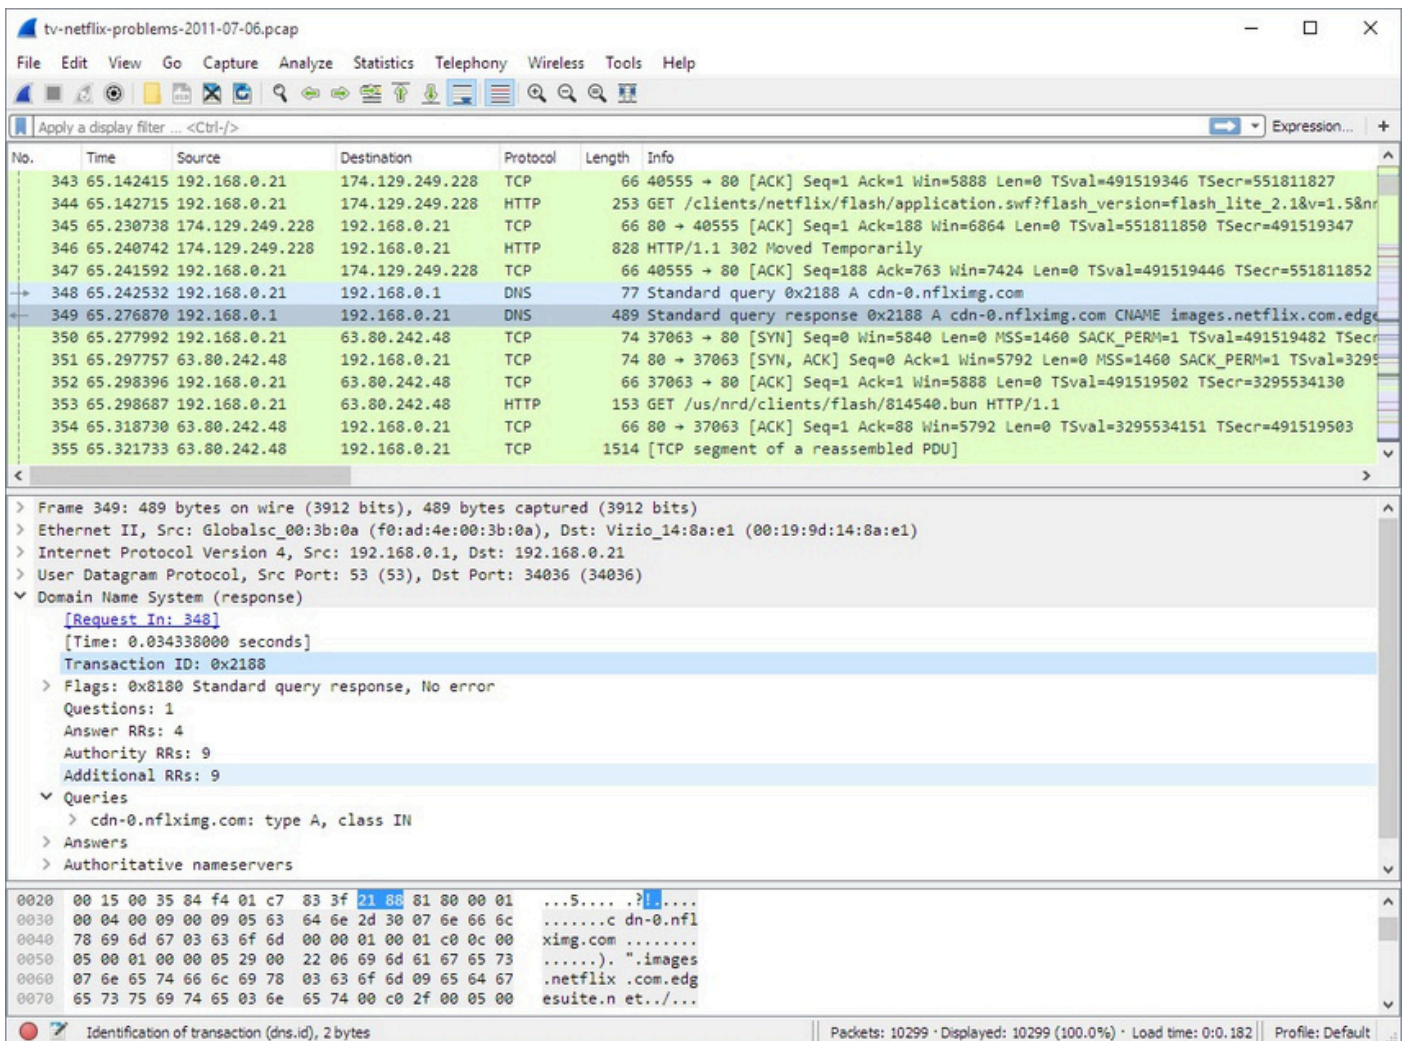 tv-netflix-problems-2011-07-06.pcap
File Edit View Go Capture Analyze Statistics Telephony Wireless Tools Help
Apply a display filter ... <Ctrl-/> Expression... +
No. Time Source Destination Protocol Length Info
343 65.142415 192.168.0.21 174.129.249.228 TCP 66 40555 → 80 [ACK] Seq=1 Ack=1 Win=5888 Len=0 TSval=491519346 TSecr=551811827
344 65.142715 192.168.0.21 174.129.249.228 HTTP 253 GET /clients/netflix/flash/application.swf?flash_version=flash_lite_2.1&v=1.5&nr
345 65.230738 174.129.249.228 192.168.0.21 TCP 66 80 → 40555 [ACK] Seq=1 Ack=188 Win=6864 Len=0 TSval=551811850 TSecr=491519347
346 65.240742 174.129.249.228 192.168.0.21 HTTP 828 HTTP/1.1 302 Moved Temporarily
347 65.241592 192.168.0.21 174.129.249.228 TCP 66 40555 → 80 [ACK] Seq=188 Ack=763 Win=7424 Len=0 TSval=491519446 TSecr=551811852
348 65.242532 192.168.0.21 192.168.0.1 DNS 77 Standard query 0x2188 A cdn-0.nflximg.com
349 65.276870 192.168.0.1 192.168.0.21 DNS 489 Standard query response 0x2188 A cdn-0.nflximg.com CNAME images.netflix.com.edge
350 65.277992 192.168.0.21 63.80.242.48 TCP 74 37063 → 80 [SYN] Seq=0 Win=5840 Len=0 MSS=1460 SACK_PERM=1 TSval=491519482 TSecr
351 65.297757 63.80.242.48 192.168.0.21 TCP 74 80 → 37063 [SYN, ACK] Seq=0 Ack=1 Win=5792 Len=0 MSS=1460 SACK_PERM=1 TSval=3295
352 65.298396 192.168.0.21 63.80.242.48 TCP 66 37063 → 80 [ACK] Seq=1 Ack=1 Win=5888 Len=0 TSval=491519502 TSecr=3295534130
353 65.298687 192.168.0.21 63.80.242.48 HTTP 153 GET /us/nrd/clients/flash/814540.bun HTTP/1.1
354 65.318730 63.80.242.48 192.168.0.21 TCP 66 80 → 37063 [ACK] Seq=1 Ack=88 Win=5792 Len=0 TSval=3295534151 TSecr=491519503
355 65.321733 63.80.242.48 192.168.0.21 TCP 1514 [TCP segment of a reassembled PDU]
> Frame 349: 489 bytes on wire (3912 bits), 489 bytes captured (3912 bits)
> Ethernet II, Src: Globalsc_00:3b:0a (f0:ad:4e:00:3b:0a), Dst: Vizio_14:8a:e1 (00:19:9d:14:8a:e1)
> Internet Protocol Version 4, Src: 192.168.0.1, Dst: 192.168.0.21
> User Datagram Protocol, Src Port: 53 (53), Dst Port: 34036 (34036)
Domain Name System (response)
[Request In: 348]
[Time: 0.034338000 seconds]
Transaction ID: 0x2188
> Flags: 0x8180 Standard query response, No error
Questions: 1
Answer RRs: 4
Authority RRs: 9
Additional RRs: 9
Queries
> cdn-0.nflximg.com: type A, class IN
> Answers
> Authoritative nameservers
0020 00 15 00 35 84 f4 01 c7 83 3f 21 88 81 80 00 01 ...5.... .?!.....
0030 00 04 00 09 00 09 05 63 64 6e 2d 30 07 6e 66 6c .......c dn-0.nfl
0040 78 69 6d 67 03 63 6f 6d 00 00 01 00 01 c0 0c 00 ximg.com ........
0050 05 00 01 00 00 05 29 00 22 06 69 6d 61 67 65 73 ......). ".images
0060 07 6e 65 74 66 6c 69 78 03 63 6f 6d 09 65 64 67 .netflix .com.edg
0070 65 73 75 69 74 65 03 6e 65 74 00 c0 2f 00 05 00 esuite.n et../...
Identification of transaction (dns.id), 2 bytes Packets: 10299 · Displayed: 10299 (100.0%) · Load time: 0:0.182 Profile: Default